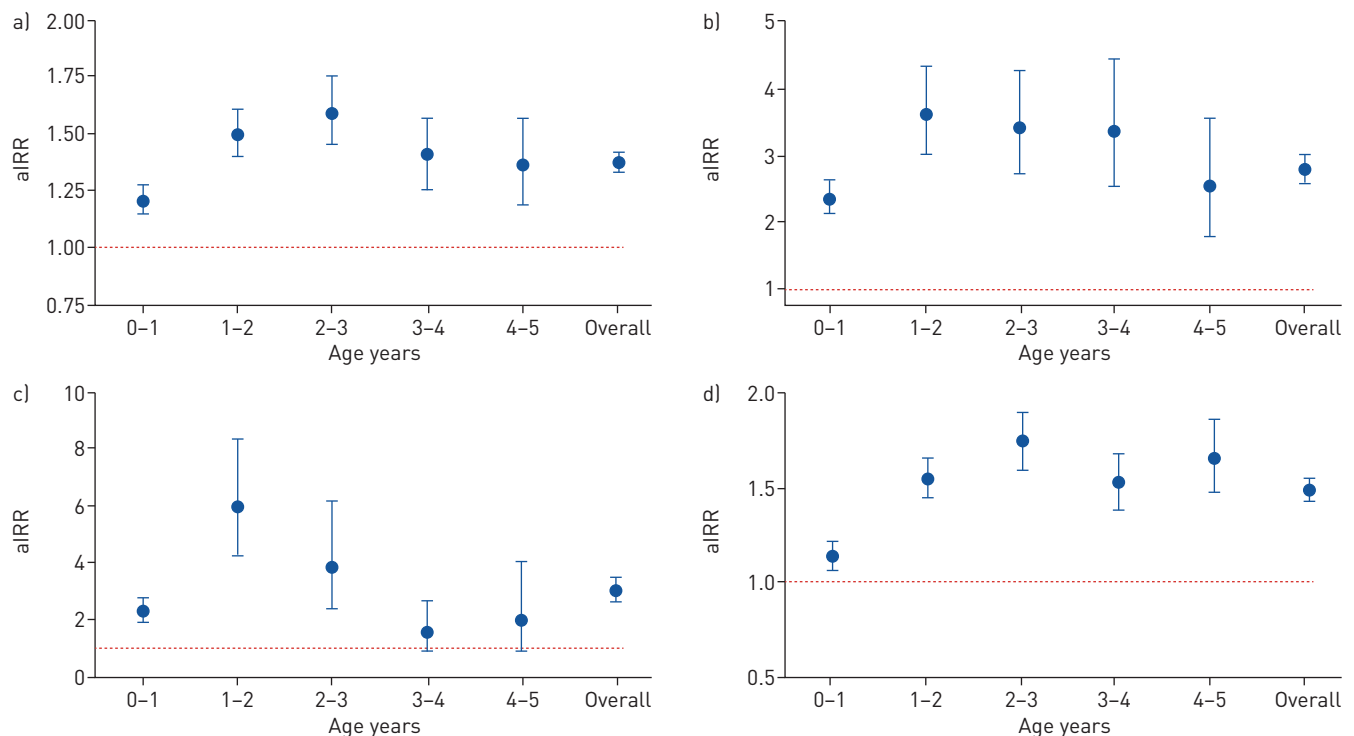 a)
2.00
1.75
1.50
1.25
1.00
0.75
aIRR
0–1 1–2 2–3 3–4 4–5 Overall
Age years
b)
5
4
3
2
1
aIRR
0–1 1–2 2–3 3–4 4–5 Overall
Age years
c)
10
8
6
4
2
0
aIRR
0–1 1–2 2–3 3–4 4–5 Overall
Age years
d)
2.0
1.5
1.0
0.5
aIRR
0–1 1–2 2–3 3–4 4–5 Overall
Age years